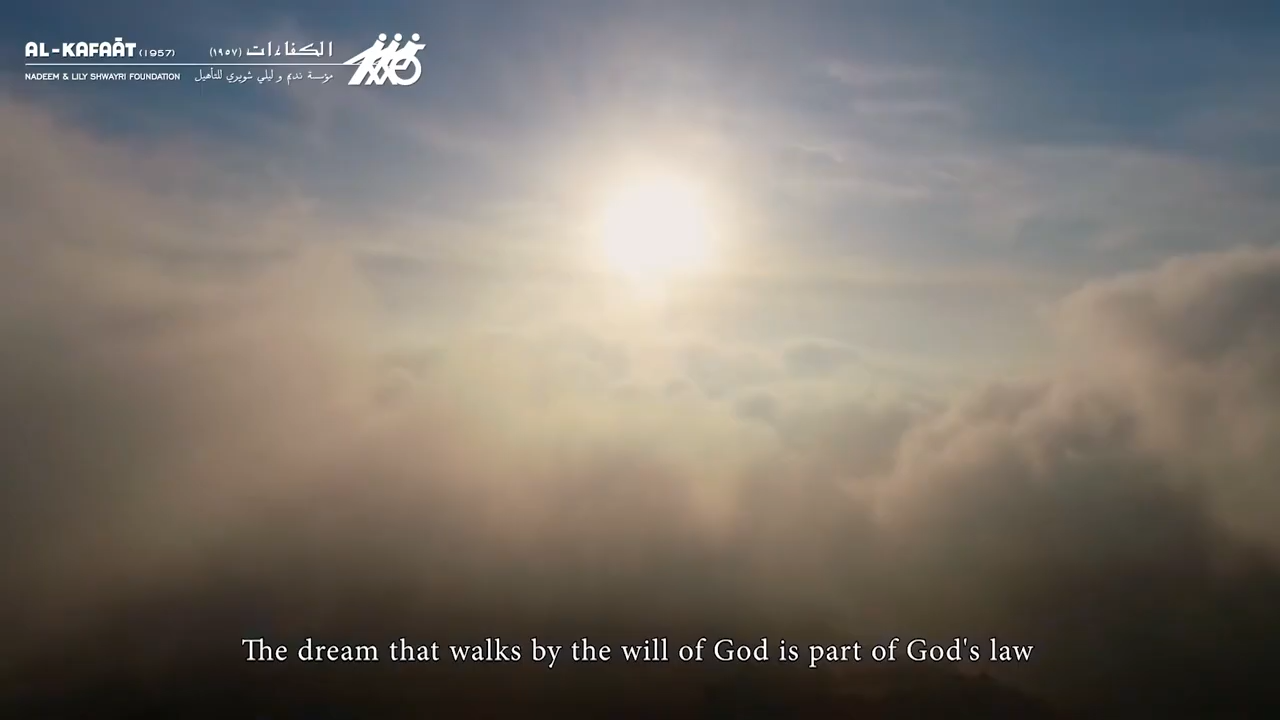 AL-KAFAĀT (1957)
الكفاءات (١٩٥٧)
NADEEM & LILY SHWAYRI FOUNDATION
مؤسسة نديم و ليلي شويري للتأهيل
The dream that walks by the will of God is part of God's law